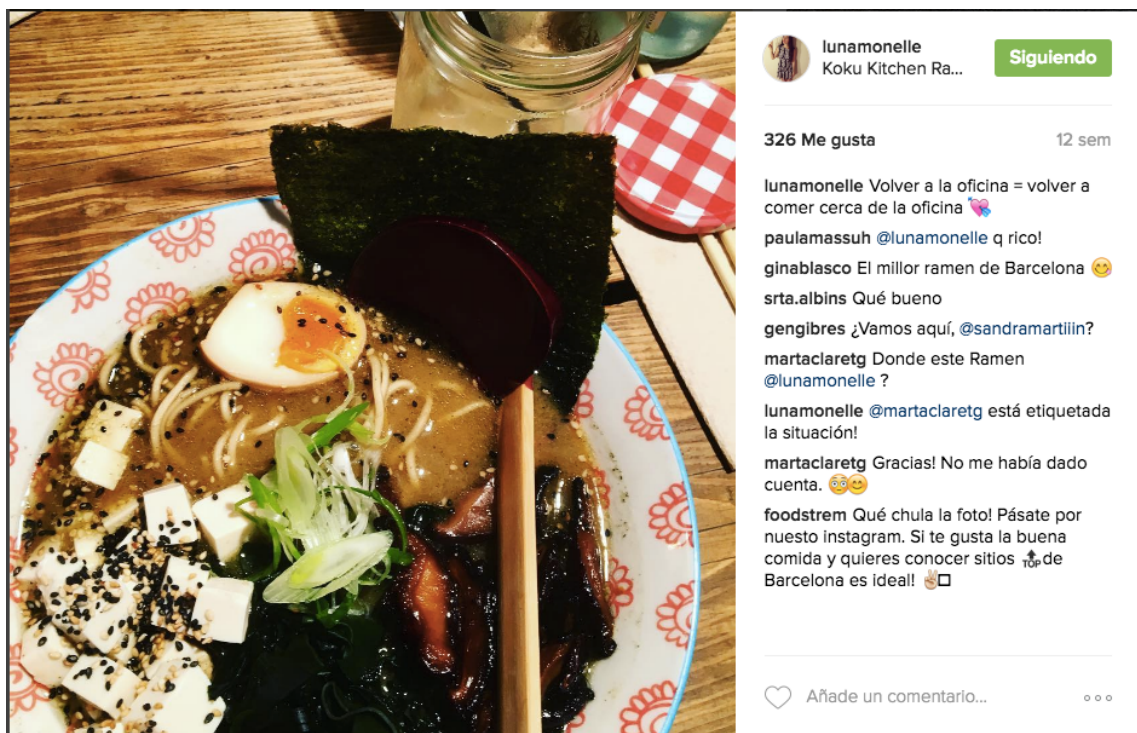 lunamonelle
Koku Kitchen Ra...
Siguiendo
326 Me gusta
12 sem
lunamonelle Volver a la oficina = volver a
comer cerca de la oficina 💘
paulamassuh @lunamonelle q rico!
ginablasco El millor ramen de Barcelona 😋
srta.albins Qué bueno
gengibres ¿Vamos aquí, @sandramartiiin?
martaclaretg Donde este Ramen
@lunamonelle ?
lunamonelle @martaclaretg está etiquetada
la situación!
martaclaretg Gracias! No me había dado
cuenta. 😳😊
foodstrem Qué chula la foto! Pásate por
nuesto instagram. Si te gusta la buena
comida y quieres conocer sitios 🔝de
Barcelona es ideal! ✌🏼
Añade un comentario...